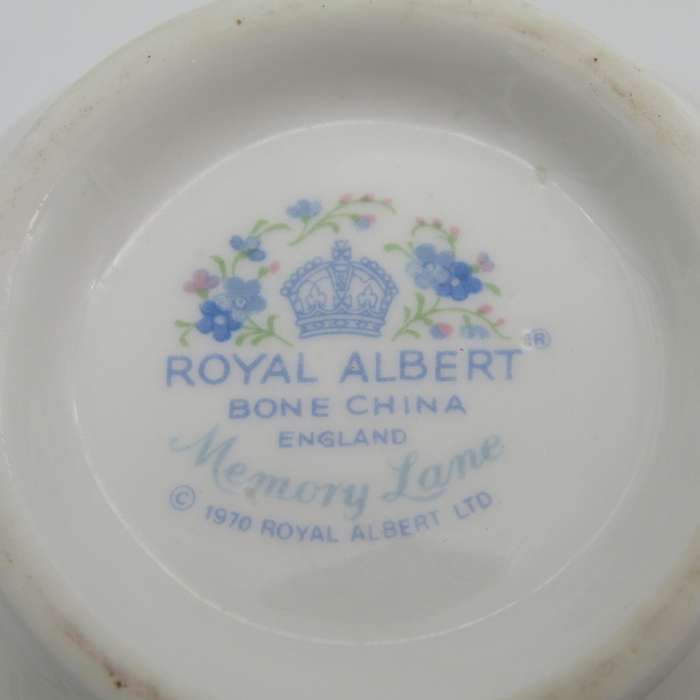 ROYAL ALBERT ®
BONE CHINA
ENGLAND
Memory Lane
© 1970 ROYAL ALBERT LTD